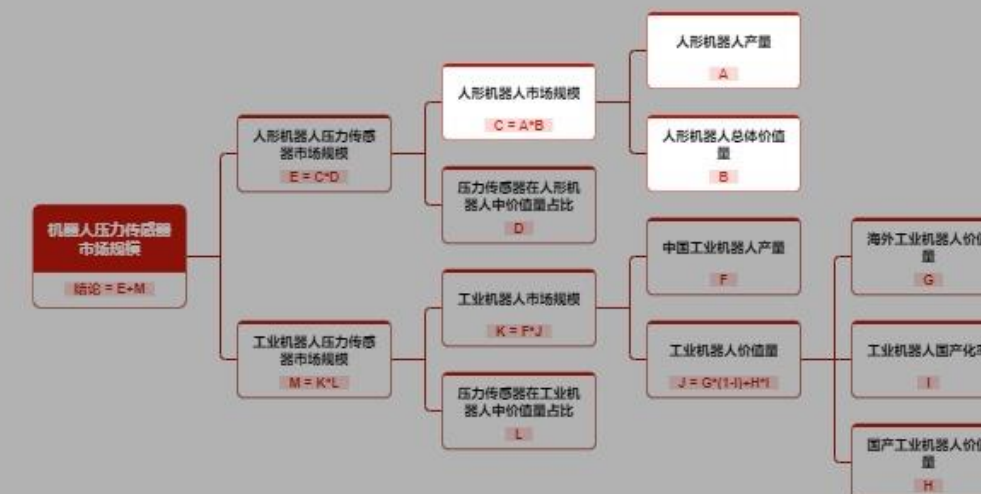 机器人压力传感器
市场规模
结论 = E+M
人形机器人压力传感
器市场规模
E = C*D
工业机器人压力传感
器市场规模
M = K*L
人形机器人市场规模
C = A*B
压力传感器在人形机
器人中价值量占比
D
工业机器人市场规模
K = F*J
压力传感器在工业机
器人中价值量占比
L
人形机器人产量
A
人形机器人总体价值
量
B
中国工业机器人产量
F
工业机器人价值量
J = G*(1-I)+H*I
海外工业机器人价
量
G
工业机器人国产化
I
国产工业机器人价
量
H